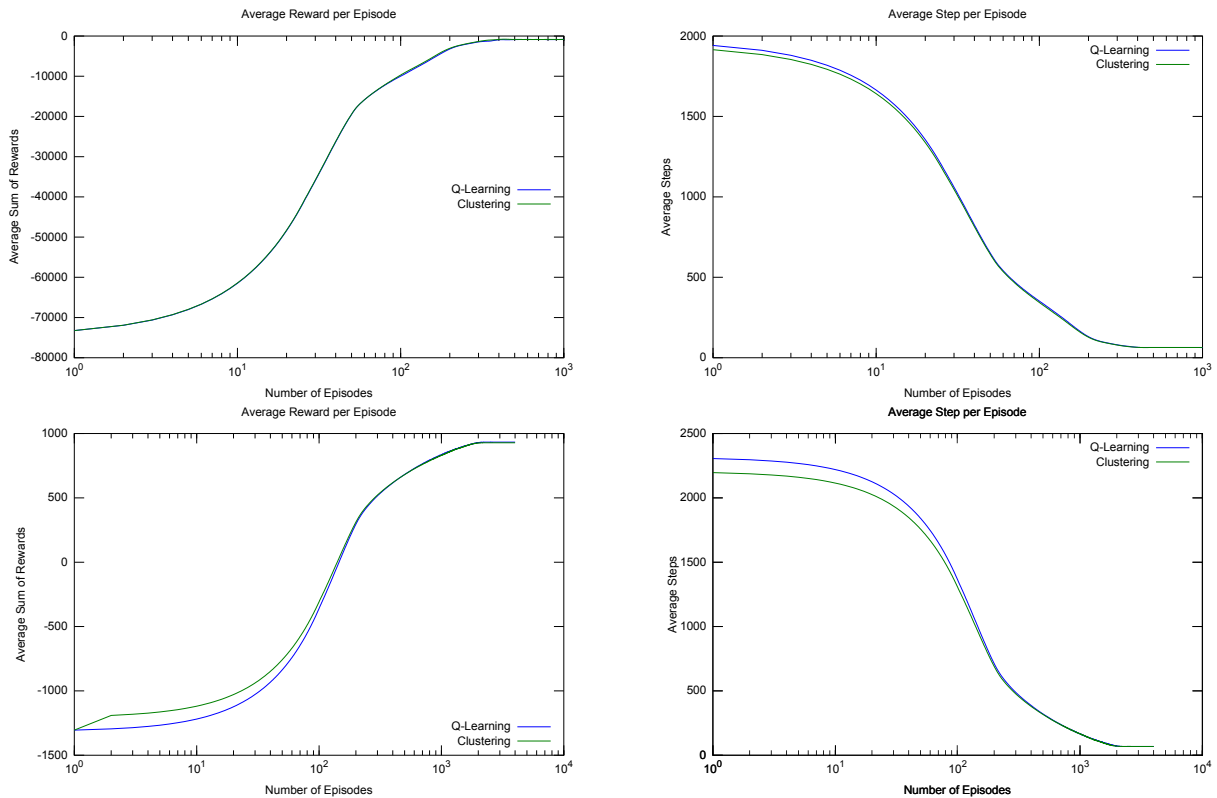 Average Reward per Episode
0
-10000
-20000
-30000
-40000
-50000
-60000
-70000
-80000
Average Sum of Rewards
Q-Learning
Clustering
10^0
10^1
10^2
10^3
Number of Episodes
Average Step per Episode
2000
1500
1000
500
0
Average Steps
Q-Learning
Clustering
10^0
10^1
10^2
10^3
Number of Episodes
Average Reward per Episode
1000
500
0
-500
-1000
-1500
Average Sum of Rewards
Q-Learning
Clustering
10^0
10^1
10^2
10^3
10^4
Number of Episodes
Average Step per Episode
2500
2000
1500
1000
500
0
Average Steps
Q-Learning
Clustering
10^0
10^1
10^2
10^3
10^4
Number of Episodes